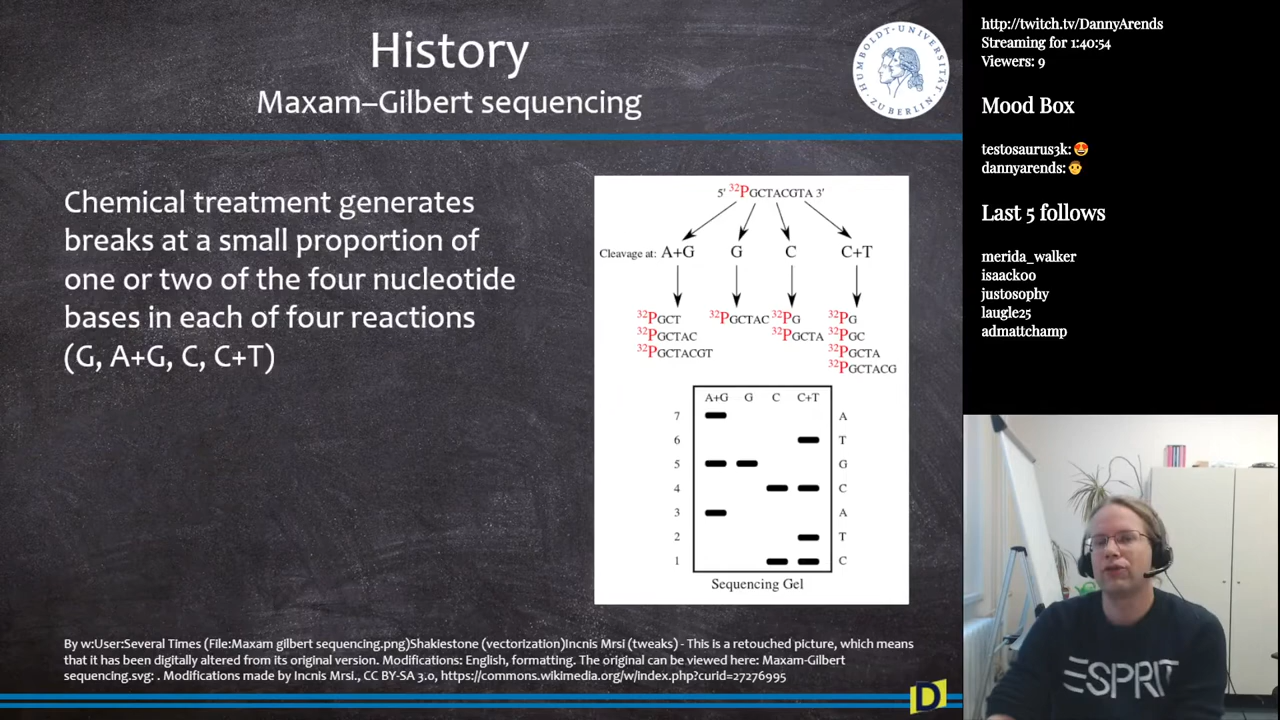 History
Maxam–Gilbert sequencing
HUMBOLDT-UNIVERSITÄT
ZU BERLIN
Chemical treatment generates
breaks at a small proportion of
one or two of the four nucleotide
bases in each of four reactions
(G, A+G, C, C+T)
5' 32PGCTACGTA 3'
Cleavage at: A+G G C C+T
32PGCT 32PGCTAC 32PG 32PG
32PGCTAC 32PGCTA 32PGC
32PGCTACGT 32PGCTA
32PGCTACG
A+G G C C+T
7 A
6 T
5 G
4 C
3 A
2 T
1 C
Sequencing Gel
By w:User:Several Times (File:Maxam gilbert sequencing.png)Shakiestone (vectorization)Incnis Mrsi (tweaks) - This is a retouched picture, which means
that it has been digitally altered from its original version. Modifications: English, formatting. The original can be viewed here: Maxam-Gilbert
sequencing.svg: . Modifications made by Incnis Mrsi., CC BY-SA 3.0, https://commons.wikimedia.org/w/index.php?curid=27276995
D
http://twitch.tv/DannyArends
Streaming for 1:40:54
Viewers: 9
Mood Box
testosaurus3k:
dannyarends:
Last 5 follows
merida_walker
isaackoo
justosophy
laugle25
admattchamp
ESPRIT